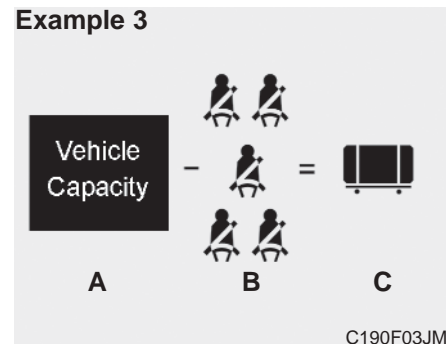 Example 3
Vehicle
Capacity
- =
A B C
C190F03JM